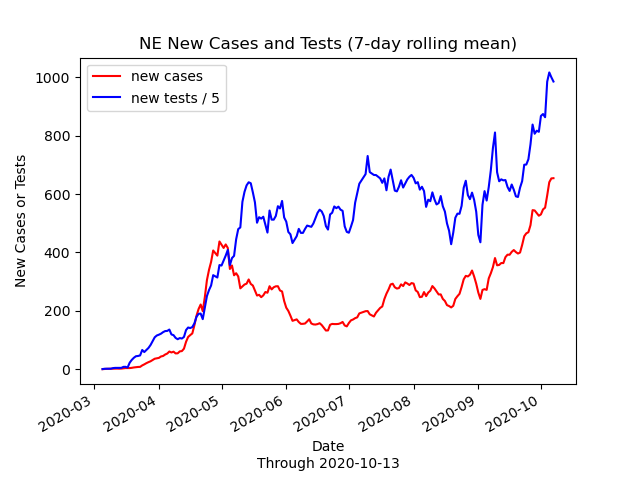 NE New Cases and Tests (7-day rolling mean)
new cases
new tests / 5
New Cases or Tests
1000
800
600
400
200
0
2020-03
2020-04
2020-05
2020-06
2020-07
2020-08
2020-09
2020-10
Date
Through 2020-10-13